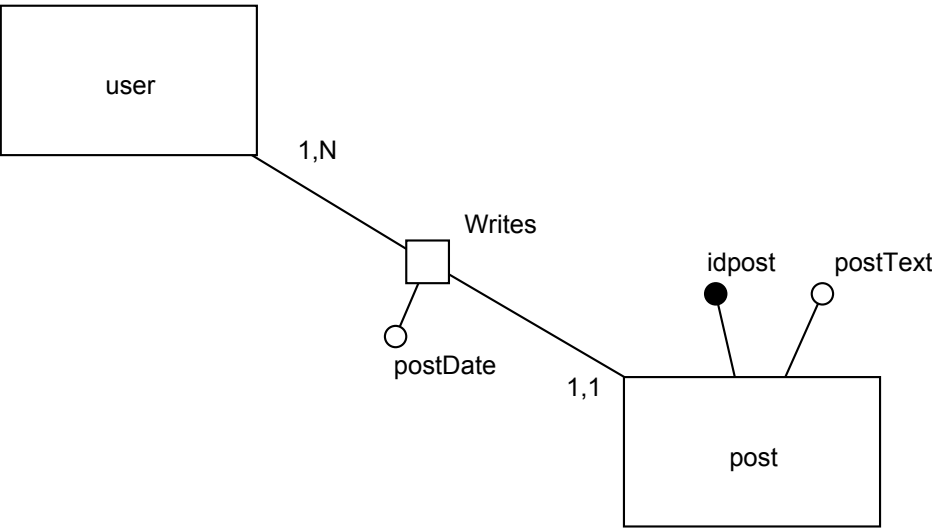 user
1,N
Writes
idpost
postText
postDate
1,1
post